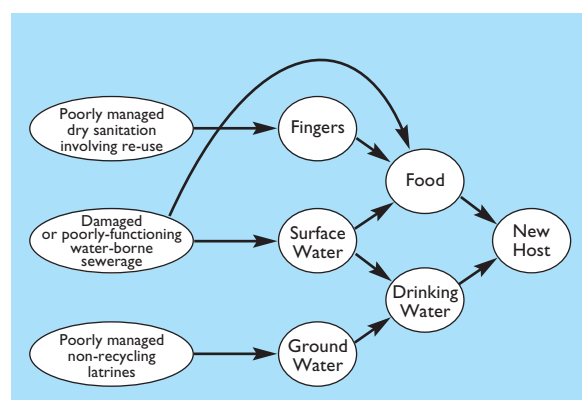 Poorly managed
dry sanitation
involving re-use
Fingers
Food
Damaged
or poorly-functioning
water-borne
sewerage
Surface
Water
New
Host
Drinking
Water
Poorly managed
non-recycling
latrines
Ground
Water